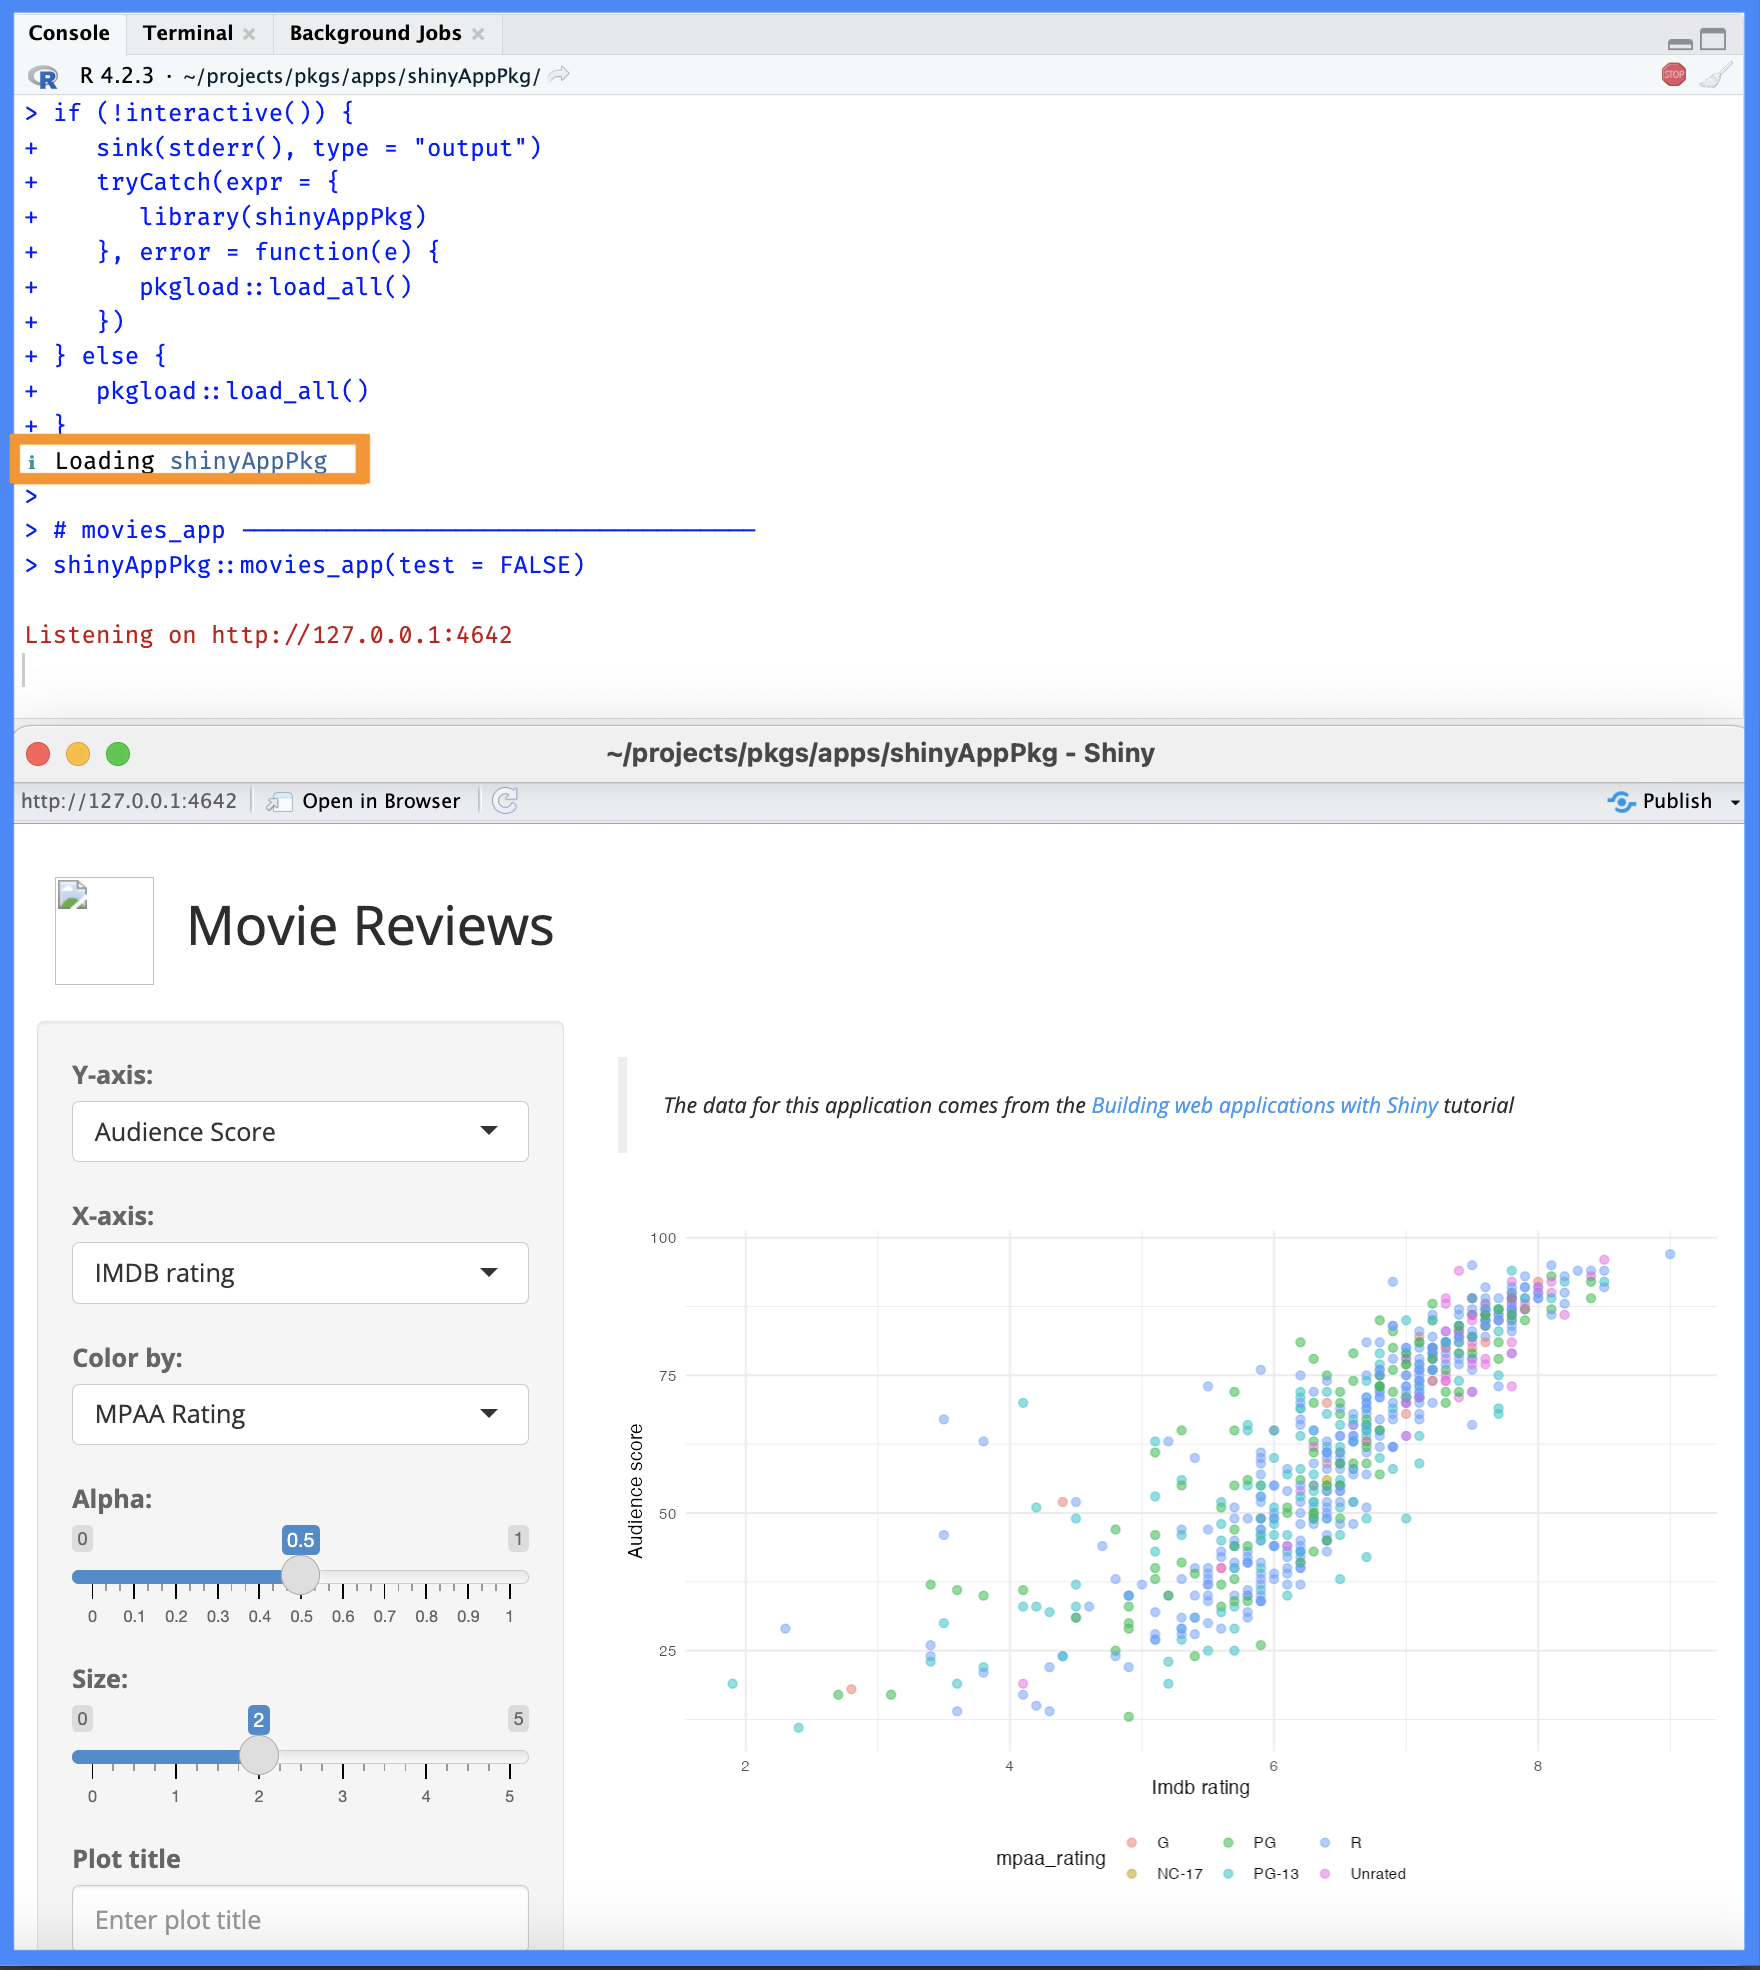 Console Terminal Background Jobs
R 4.2.3 · ~/projects/pkgs/apps/shinyAppPkg/
STOP
> if (!interactive()) {
+    sink(stderr(), type = "output")
+    tryCatch(expr = {
+       library(shinyAppPkg)
+    }, error = function(e) {
+       pkgload::load_all()
+    })
+ } else {
+    pkgload::load_all()
+ }
i Loading shinyAppPkg
>
> # movies_app ────────────────────────────────────
> shinyAppPkg::movies_app(test = FALSE)
Listening on http://127.0.0.1:4642
~/projects/pkgs/apps/shinyAppPkg - Shiny
http://127.0.0.1:4642 Open in Browser Publish
Movie Reviews
Y-axis:
Audience Score
X-axis:
IMDB rating
Color by:
MPAA Rating
Alpha:
0 0.5 1
0 0.1 0.2 0.3 0.4 0.5 0.6 0.7 0.8 0.9 1
Size:
0 2 5
0 1 2 3 4 5
Plot title
Enter plot title
The data for this application comes from the Building web applications with Shiny tutorial
100
75
50
25
Audience score
2 4 6 8
Imdb rating
mpaa_rating
G PG R
NC-17 PG-13 Unrated